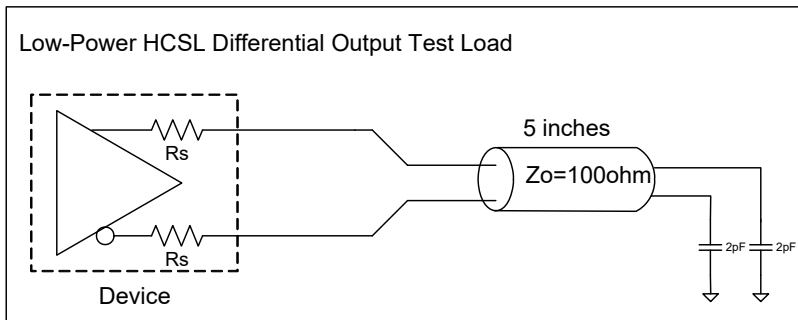 Low-Power HCSL Differential Output Test Load
5 inches
Rs
Zo=100ohm
2pF 2pF
Rs
Device